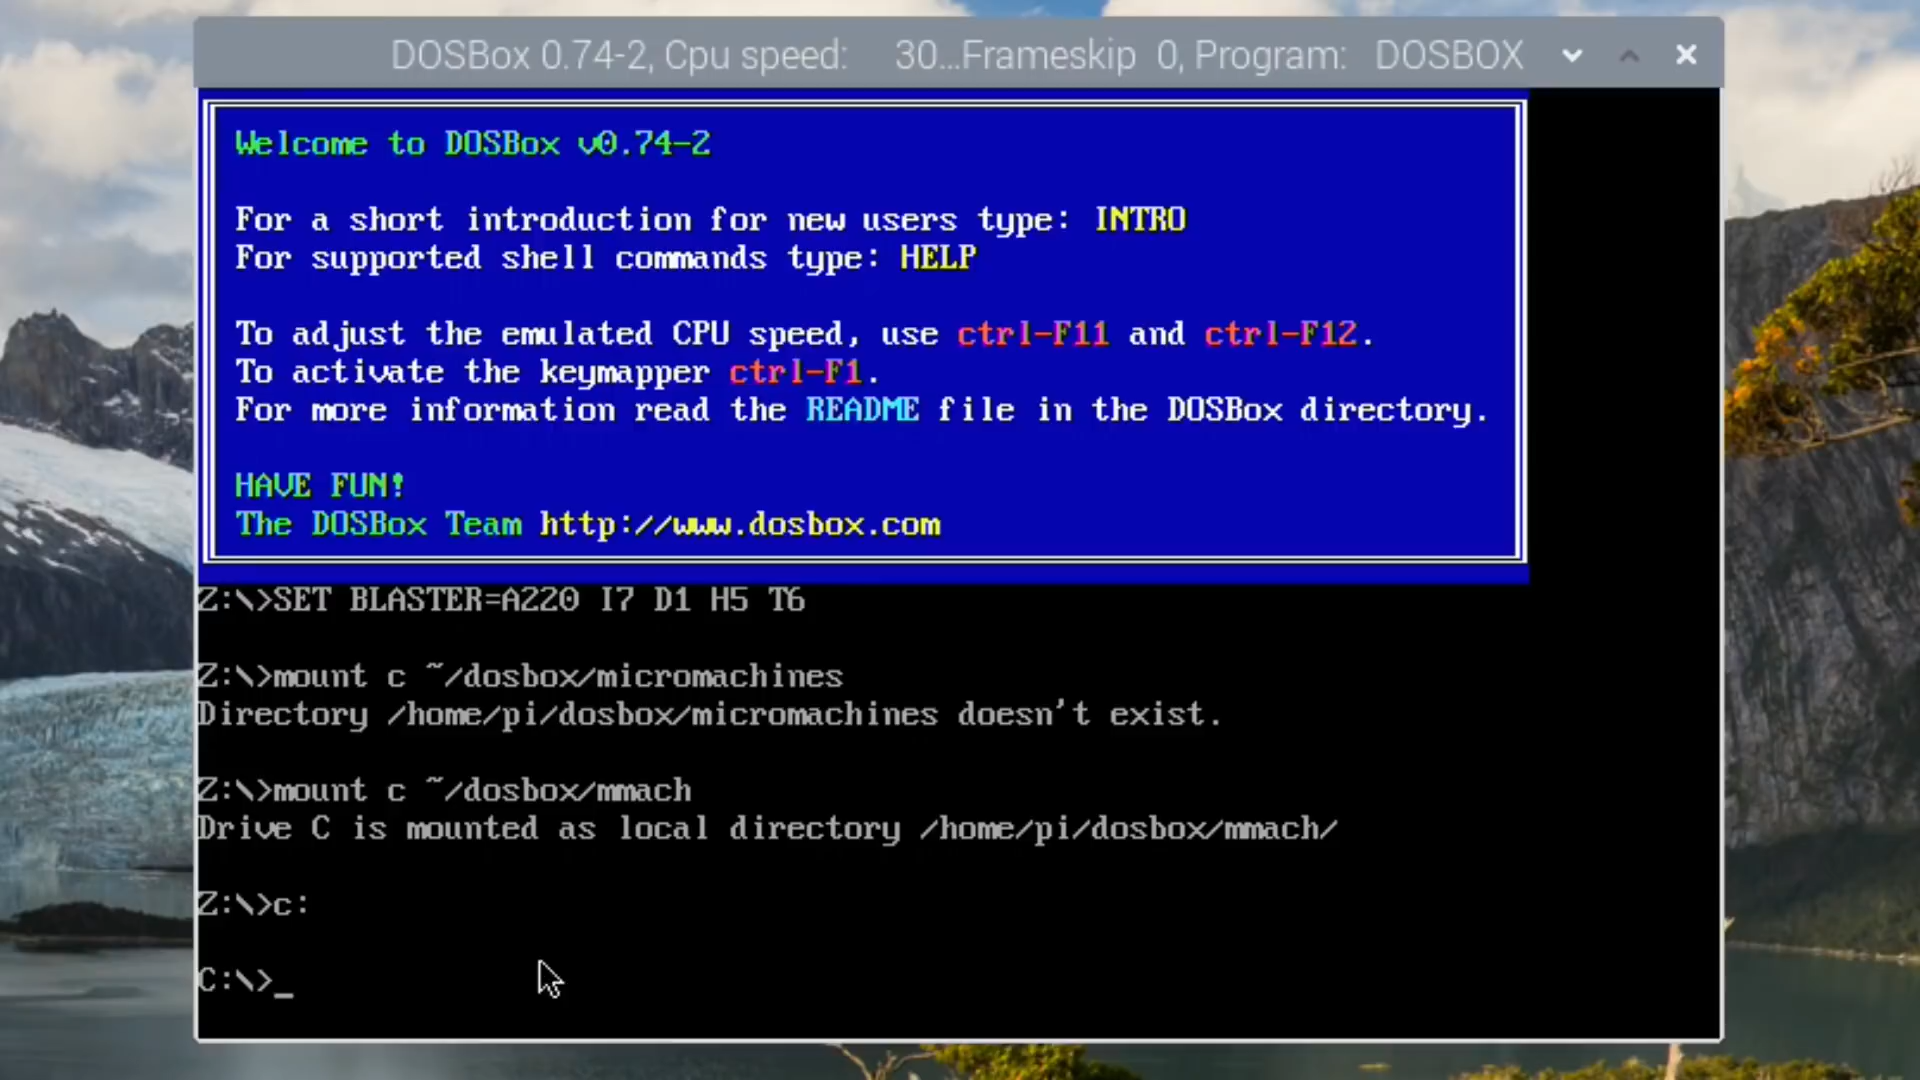 DOSBox 0.74-2, Cpu speed: 30...Frameskip 0, Program: DOSBOX
Welcome to DOSBox v0.74-2
For a short introduction for new users type: INTRO
For supported shell commands type: HELP
To adjust the emulated CPU speed, use ctrl-F11 and ctrl-F12.
To activate the keymapper ctrl-F1.
For more information read the README file in the DOSBox directory.
HAVE FUN!
The DOSBox Team http://www.dosbox.com
Z:\>SET BLASTER=A220 I7 D1 H5 T6
Z:\>mount c ~/dosbox/micromachines
Directory /home/pi/dosbox/micromachines doesn't exist.
Z:\>mount c ~/dosbox/mmach
Drive C is mounted as local directory /home/pi/dosbox/mmach/
Z:\>c:
C:\>_